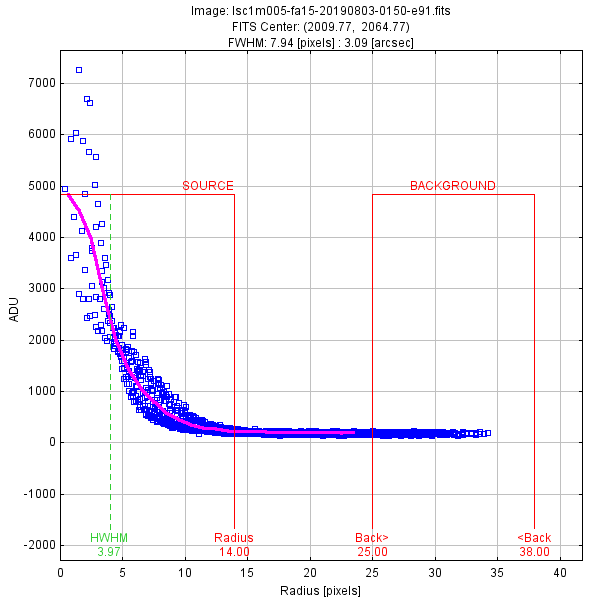 Image: lsc1m005-fa15-20190803-0150-e91.fits
FITS Center: (2009.77, 2064.77)
FWHM: 7.94 [pixels] : 3.09 [arcsec]
7000
6000
5000
4000
3000
2000
1000
0
-1000
-2000
ADU
SOURCE
BACKGROUND
HWHM
3.97
Radius
14.00
Back>
25.00
<Back
38.00
0 5 10 15 20 25 30 35 40
Radius [pixels]